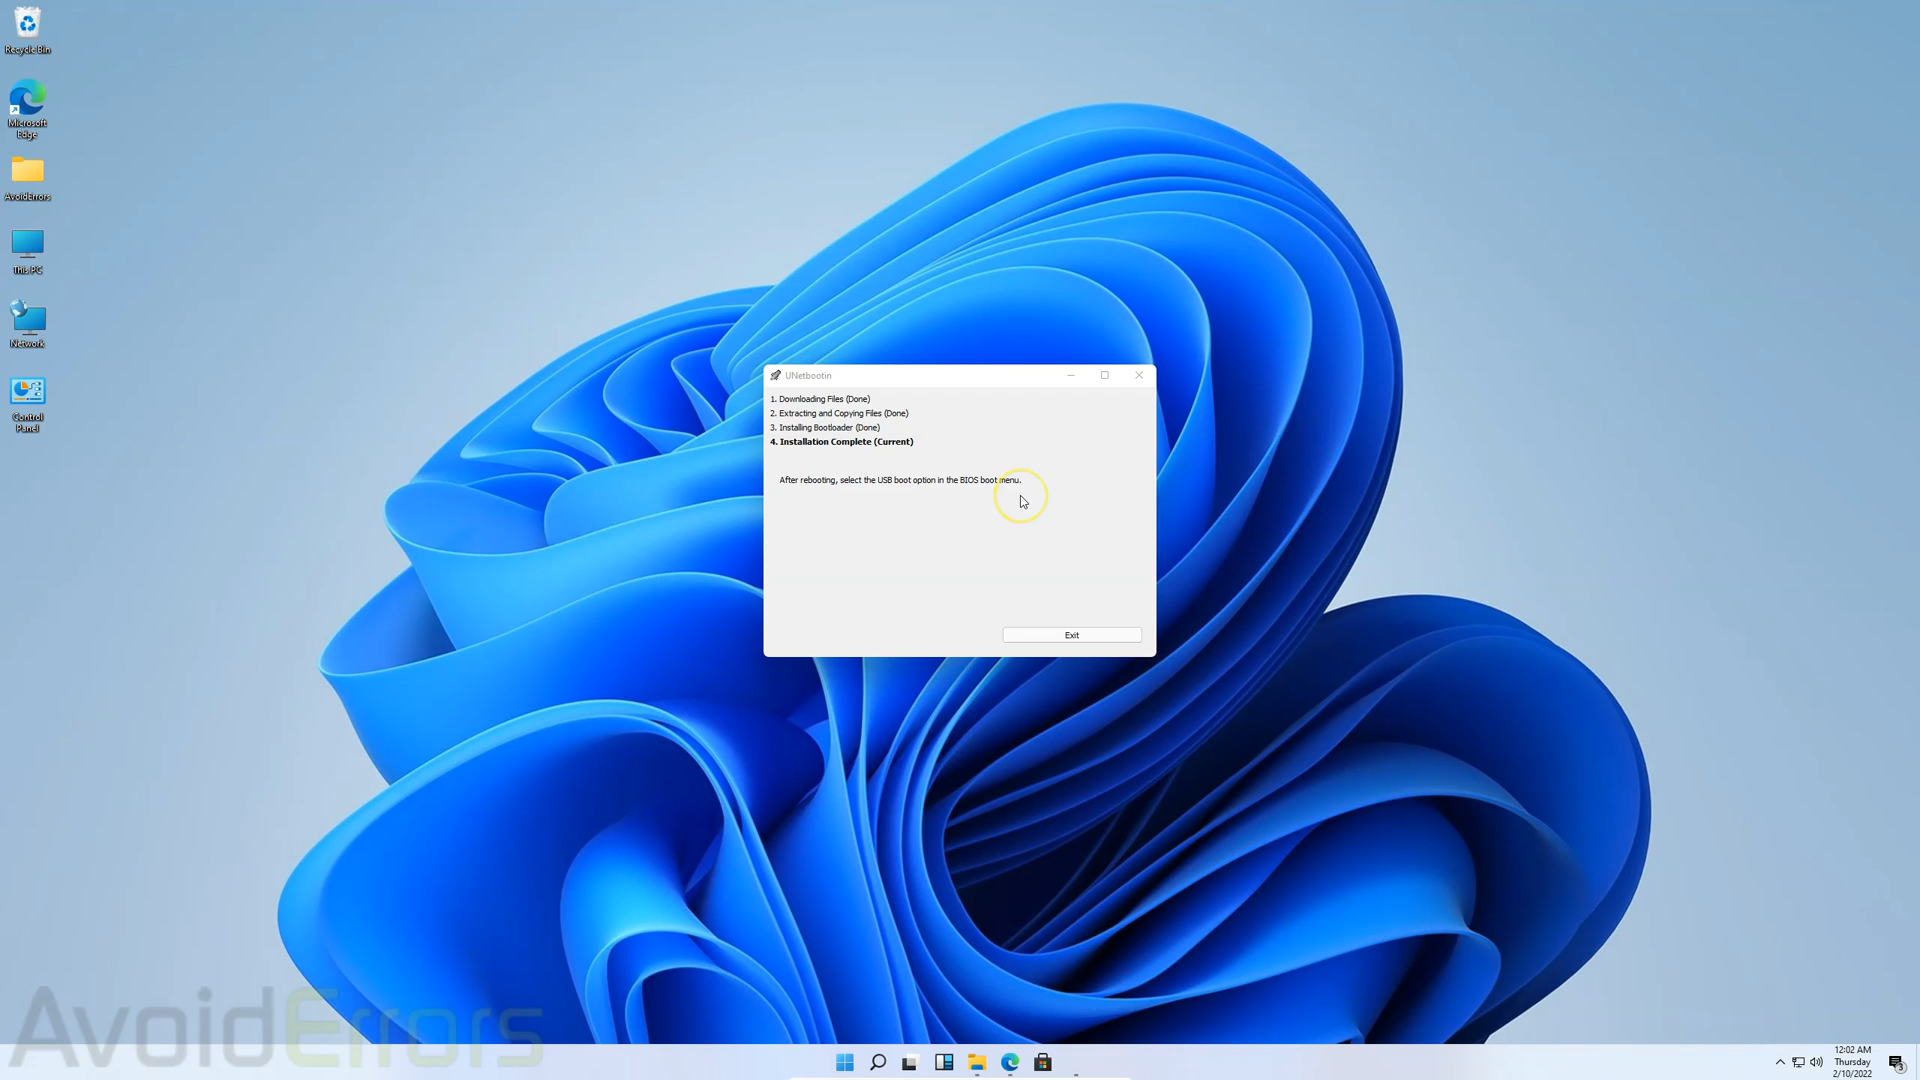 Recycle Bin
Microsoft
Edge
AvoidErrors
This PC
Network
Control
Panel
UNetbootin
1. Downloading Files (Done)
2. Extracting and Copying Files (Done)
3. Installing Bootloader (Done)
4. Installation Complete (Current)
After rebooting, select the USB boot option in the BIOS boot menu.
Exit
AvoidErrors
12:02 AM
Thursday
2/10/2022
3